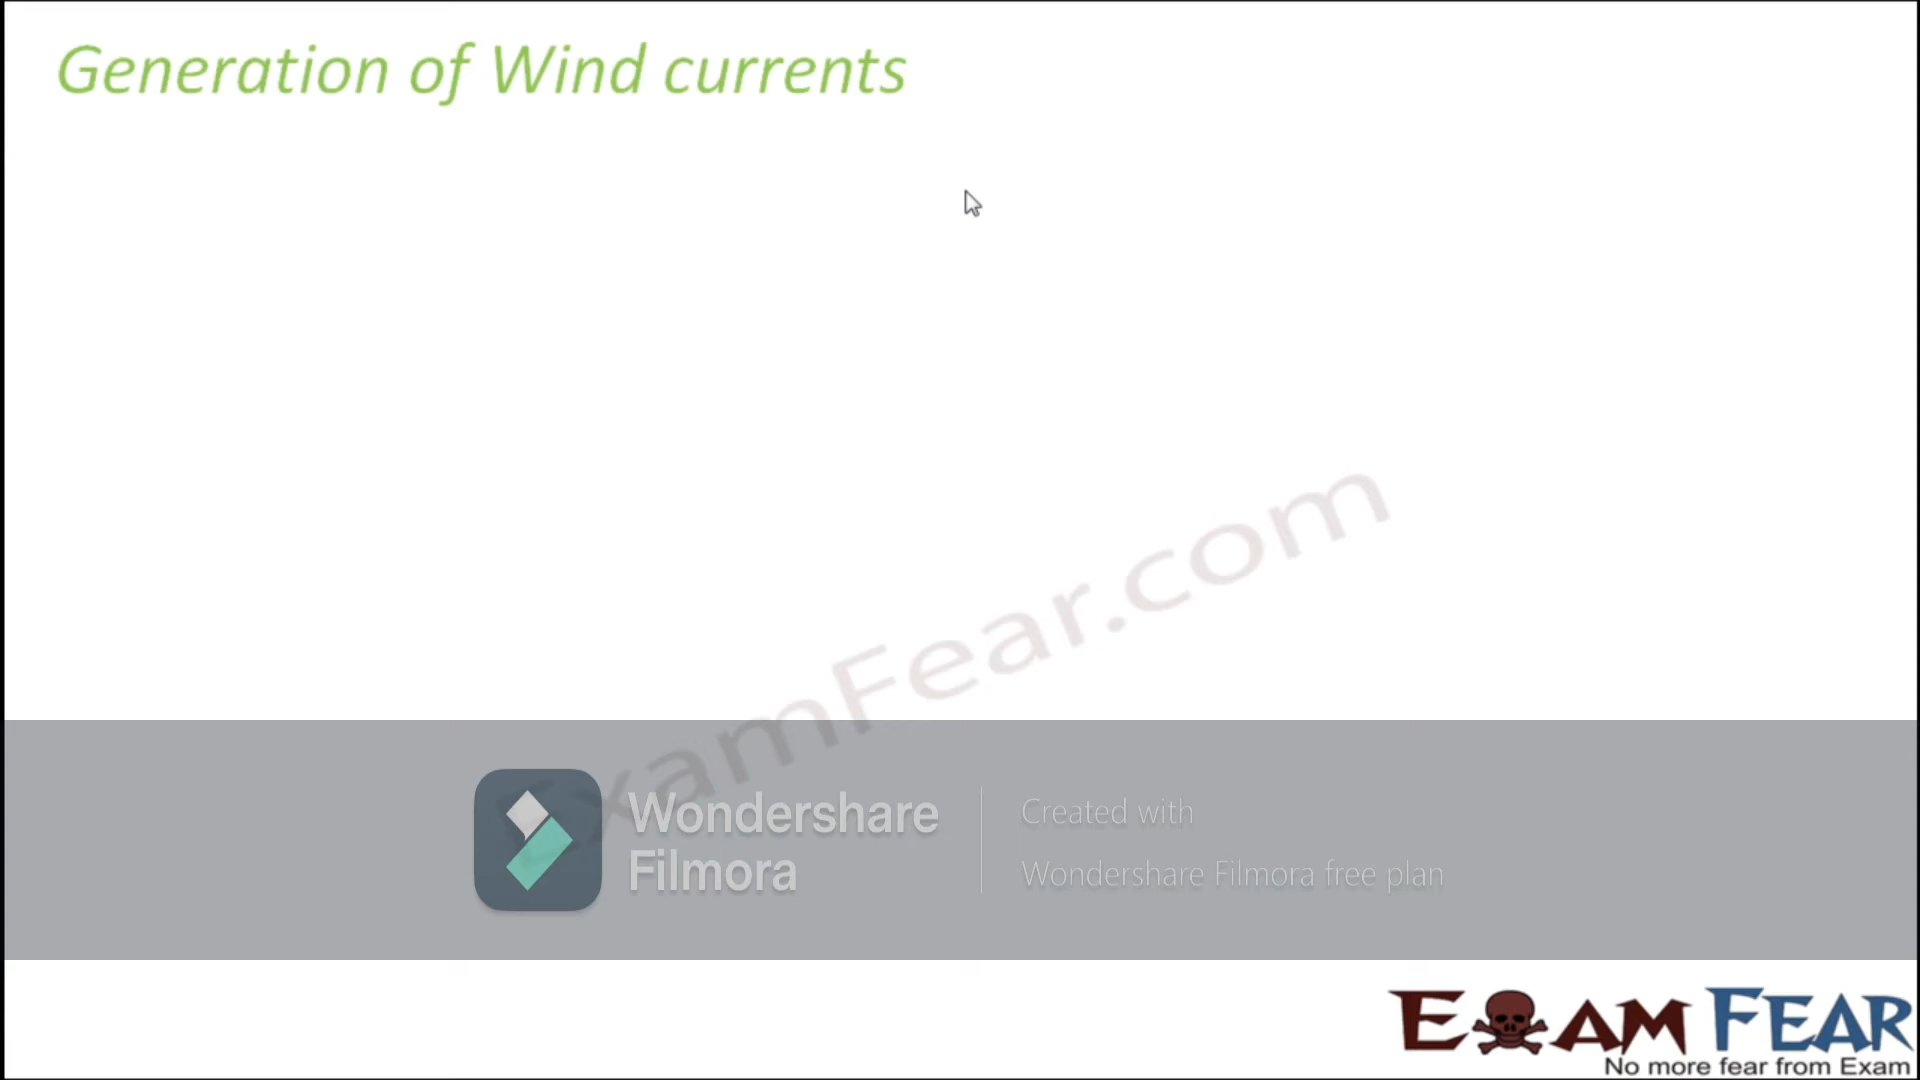 Generation of Wind currents
ExamFear.com
Wondershare
Filmora
Created with
Wondershare Filmora free plan
EXAM FEAR
No more fear from Exam